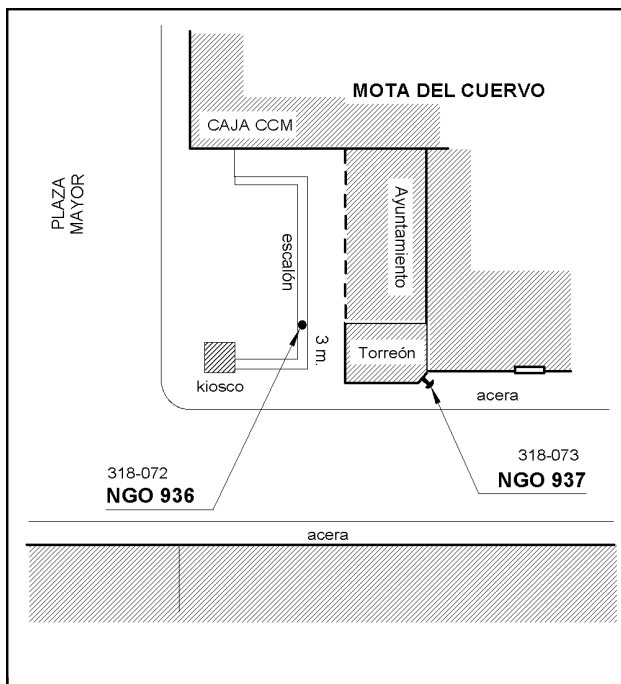 MOTA DEL CUERVO
CAJA CCM
PLAZA
MAYOR
Ayuntamiento
escalón
3 m.
Torreón
kiosco
acera
318-072
NGO 936
318-073
NGO 937
acera